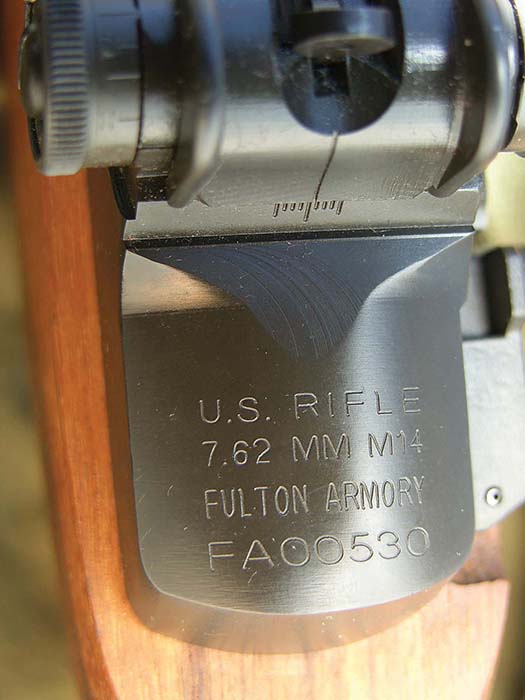 U.S. RIFLE
7.62 MM M14
FULTON ARMORY
FA00530